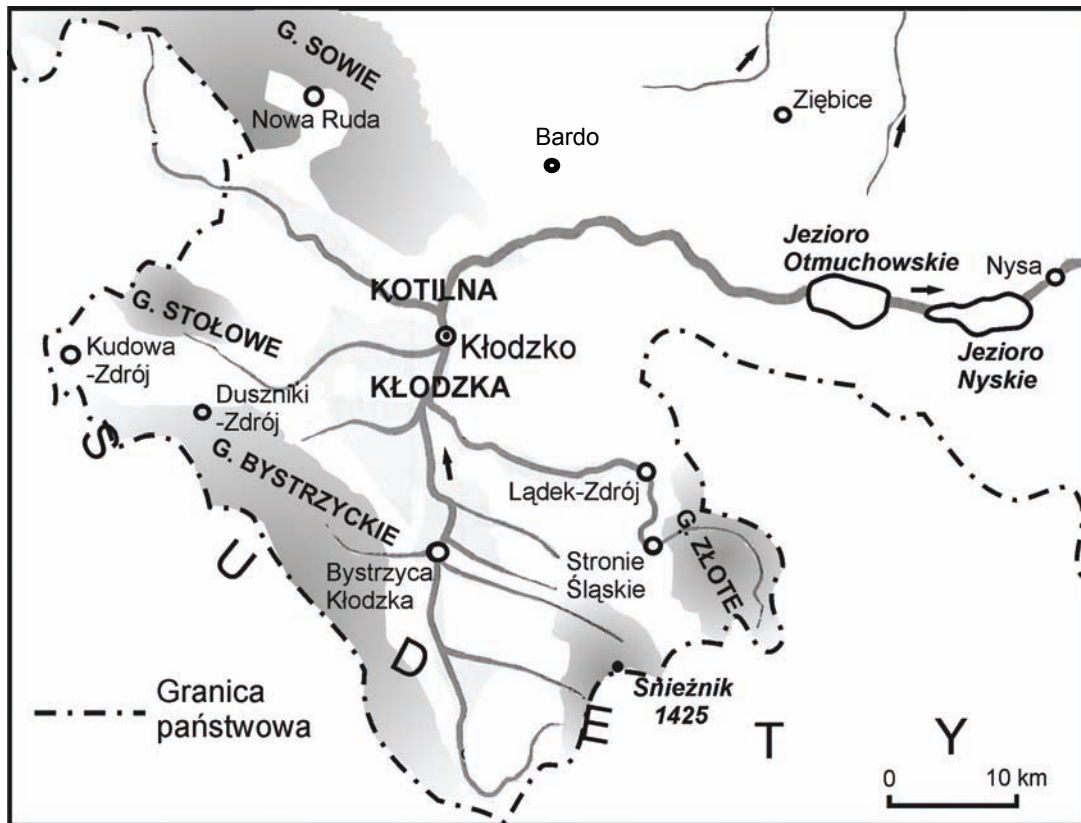 G. SOWIE
Nowa Ruda
Bardo
Ziębice
Jezioro
Otmuchowskie
Nysa
Jezioro
Nyskie
KOTILNA
G. STOŁOWE
Kłodzko
Kudowa
-Zdrój
KŁODZKA
Duszniki
-Zdrój
G. BYSTRZYCKIE
Lądek-Zdrój
G. ZŁOTE
Stronie
Śląskie
Bystrzyca
Kłodzka
Śnieżnik
1425
S U D E T Y
Granica
państwowa
0 10 km